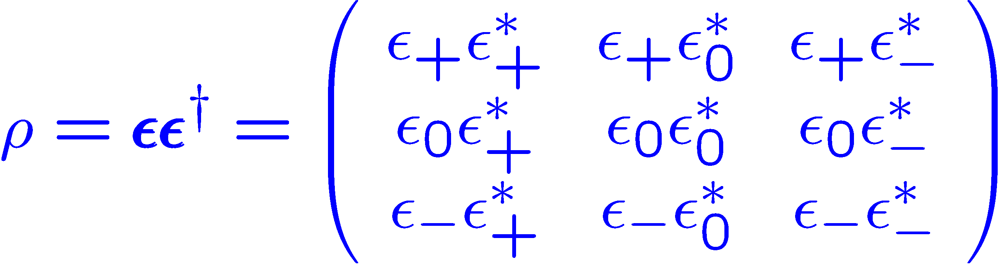 ρ = ϵϵ† = ( ϵ₊ϵ₊* ϵ₊ϵ₀* ϵ₊ϵ₋*
ϵ₀ϵ₊* ϵ₀ϵ₀* ϵ₀ϵ₋*
ϵ₋ϵ₊* ϵ₋ϵ₀* ϵ₋ϵ₋* )